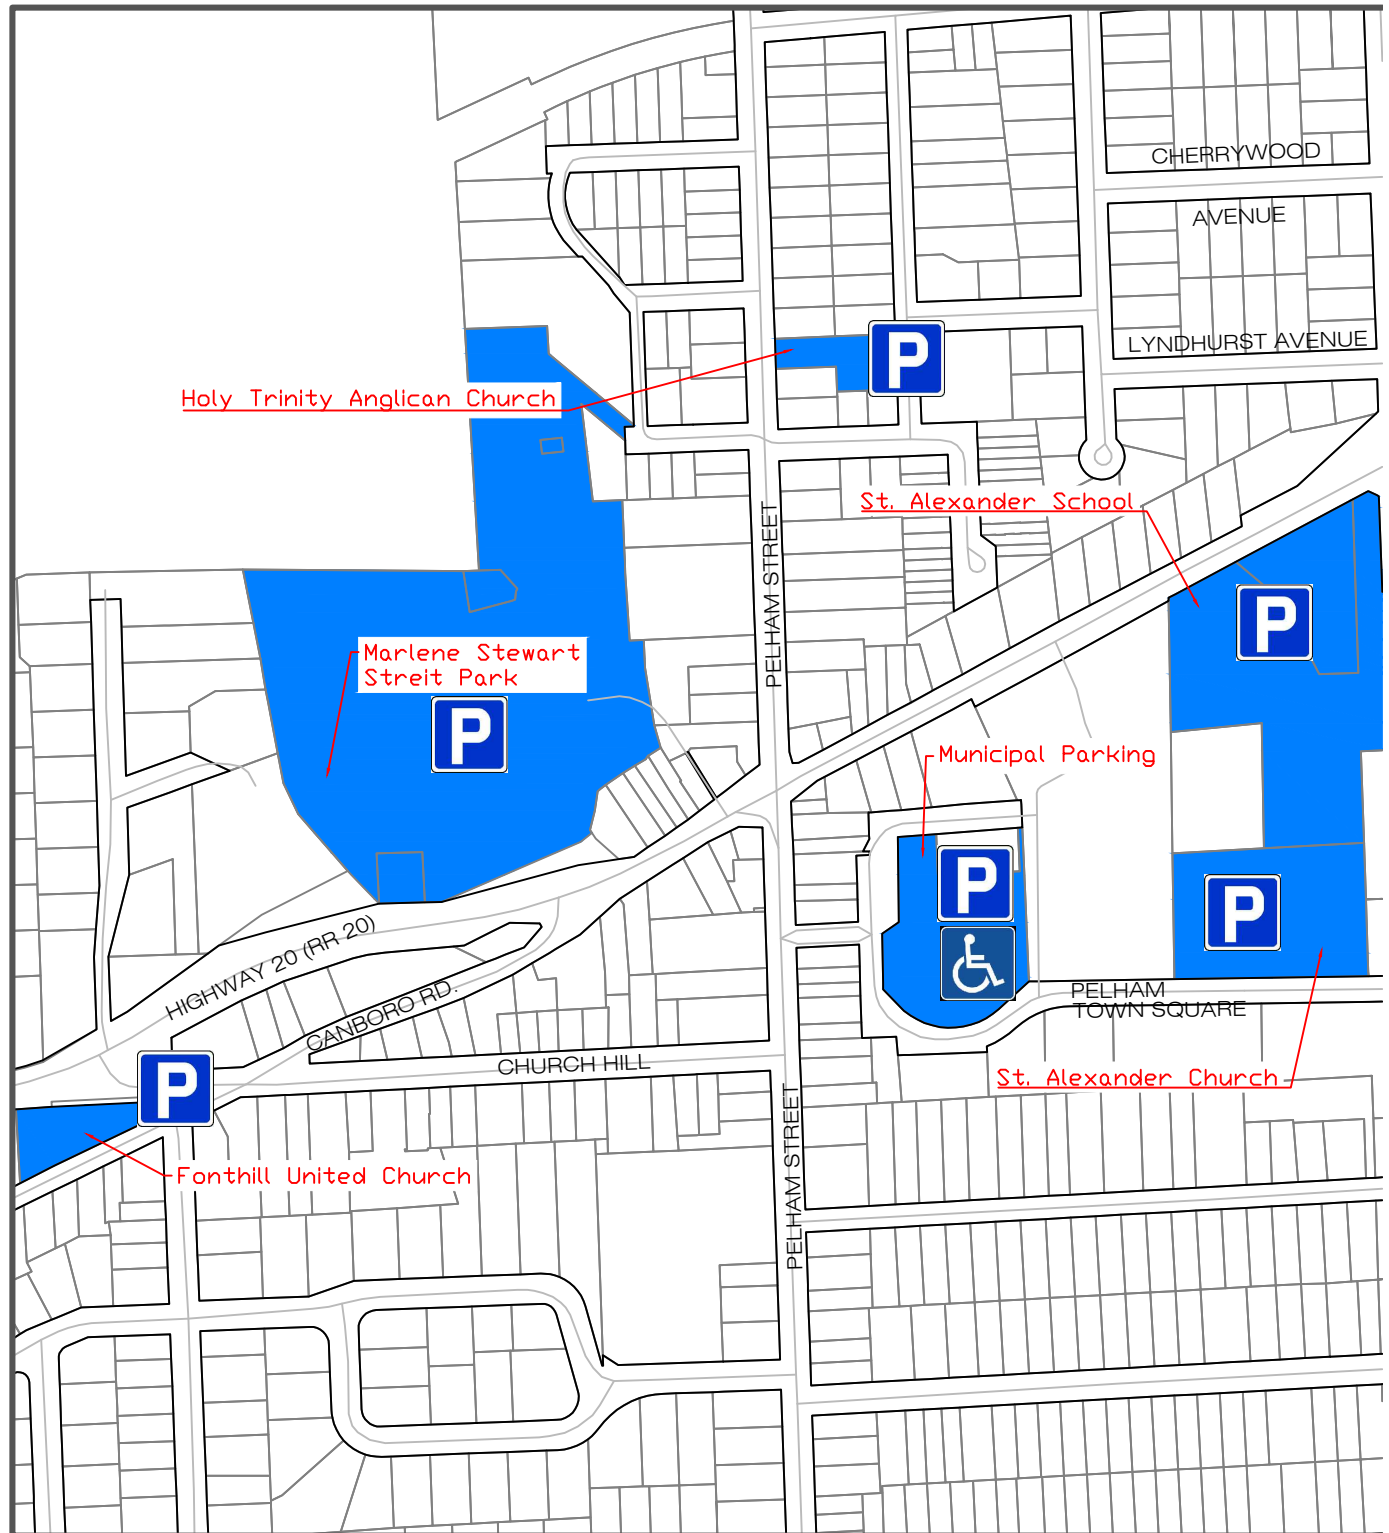 CHERRYWOOD
AVENUE
LYNDHURST AVENUE
P
Holy Trinity Anglican Church
St. Alexander School
PELHAM STREET
P
Marlene Stewart
Streit Park
P
Municipal Parking
P
P
HIGHWAY 20 (RR 20)
CANBORO RD.
PELHAM
TOWN SQUARE
CHURCH HILL
St. Alexander Church
P
PELHAM STREET
Fonthill United Church